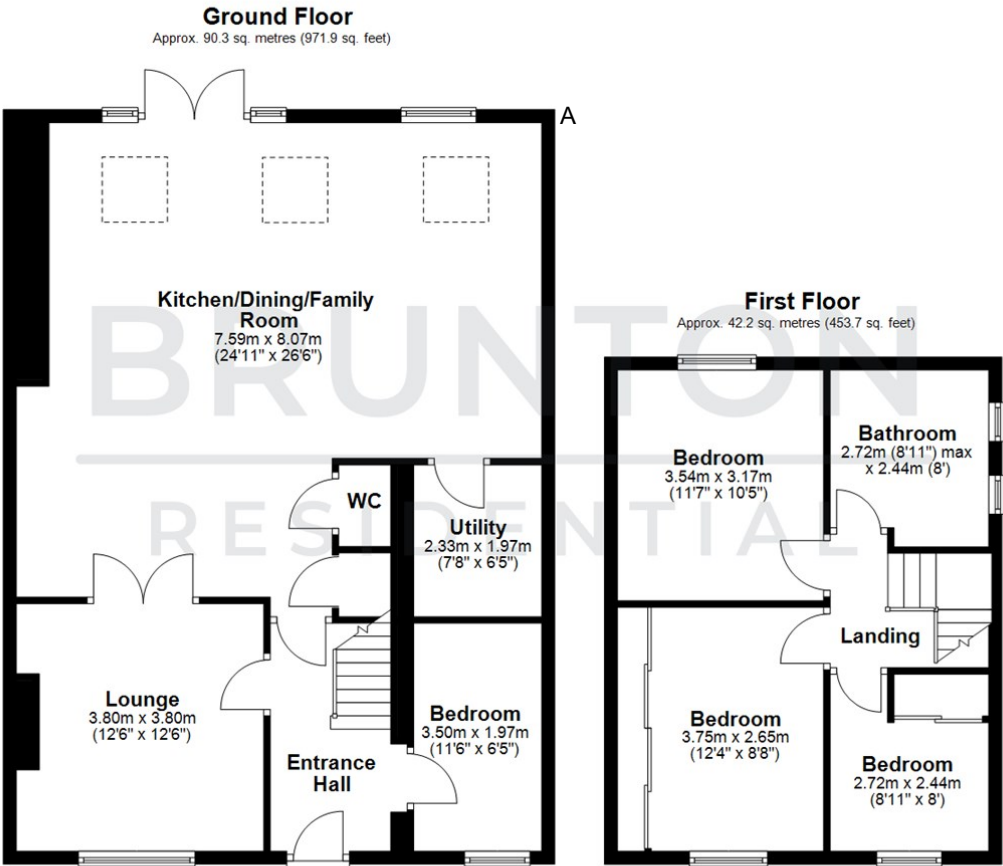 Ground Floor
Approx. 90.3 sq. metres (971.9 sq. feet)
A
Kitchen/Dining/Family
Room
7.59m x 8.07m
(24'11" x 26'6")
WC
Utility
2.33m x 1.97m
(7'8" x 6'5")
Lounge
3.80m x 3.80m
(12'6" x 12'6")
Entrance
Hall
Bedroom
3.50m x 1.97m
(11'6" x 6'5")
First Floor
Approx. 42.2 sq. metres (453.7 sq. feet)
Bedroom
3.54m x 3.17m
(11'7" x 10'5")
Bathroom
2.72m (8'11") max
x 2.44m (8')
Landing
Bedroom
3.75m x 2.65m
(12'4" x 8'8")
Bedroom
2.72m x 2.44m
(8'11" x 8')
BRUNTON
RESIDENTIAL